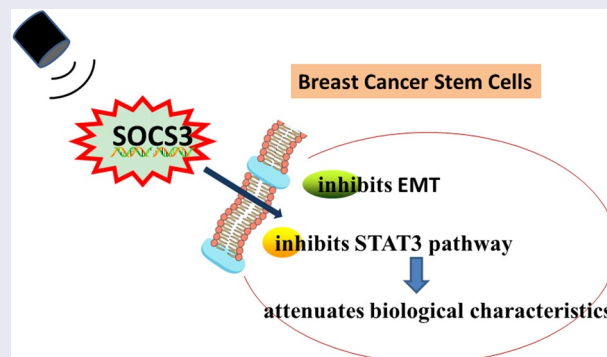 Breast Cancer Stem Cells
SOCS3
inhibits EMT
inhibits STAT3 pathway
attenuates biological characteristics